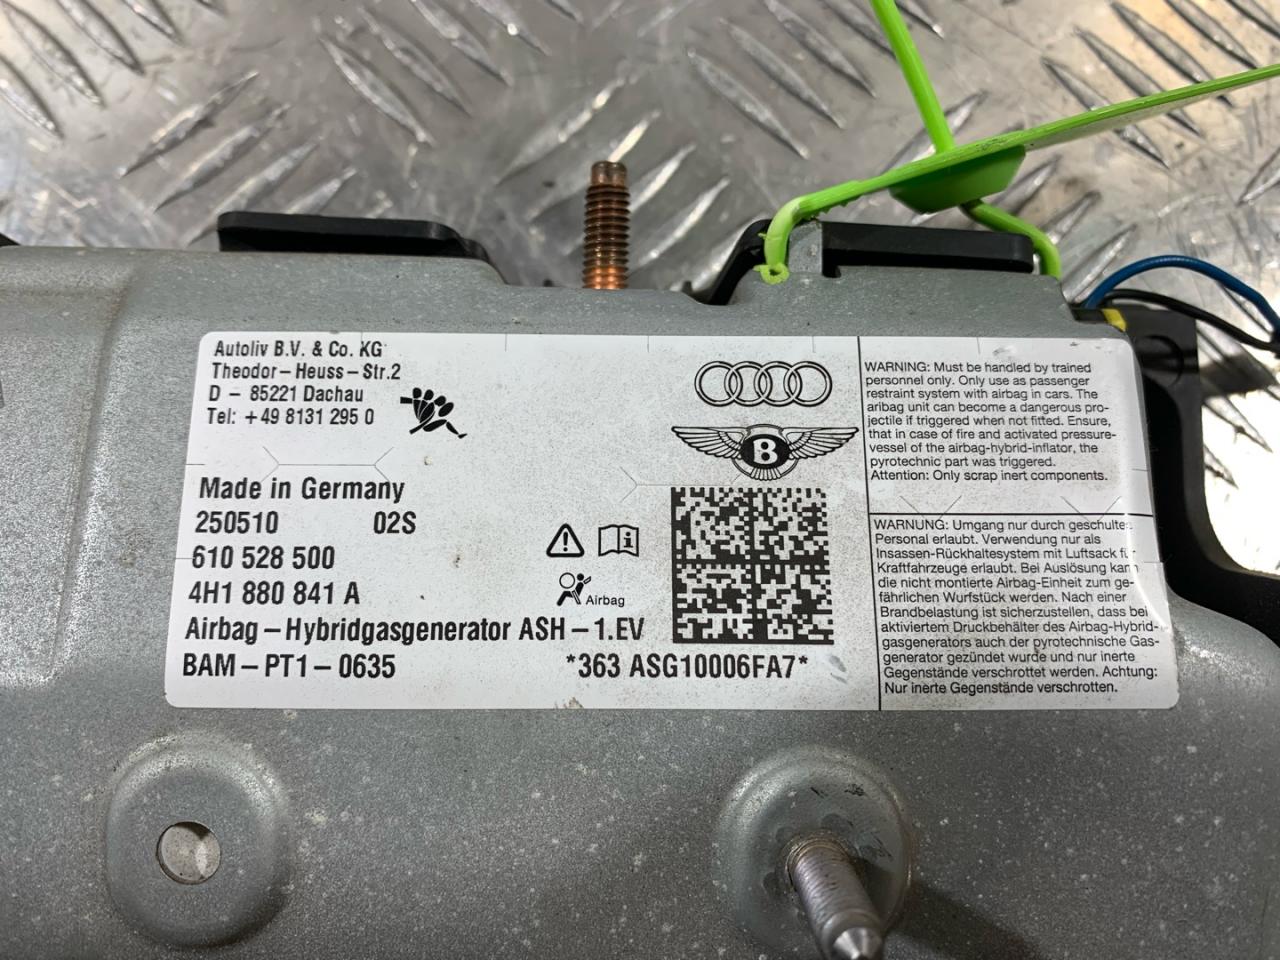 Autoliv B.V. & Co. KG
Theodor-Heuss-Str.2
D - 85221 Dachau
Tel: +49 8131 295 0
Made in Germany
250510 02S
610 528 500
4H1 880 841 A
Airbag-Hybridgasgenerator ASH-1.EV
BAM-PT1-0635 *363 ASG10006FA7*
Airbag
B
WARNING: Must be handled by trained
personnel only. Only use as passenger
restraint system with airbag in cars. The
aribag unit can become a dangerous pro-
jectile if triggered when not fitted. Ensure,
that in case of fire and activated pressure-
vessel of the airbag-hybrid-inflator, the
pyrotechnic part was triggered.
Attention: Only scrap inert components.
WARNUNG: Umgang nur durch geschultes
Personal erlaubt. Verwendung nur als
Insassen-Rückhaltesystem mit Luftsack für
Kraftfahrzeuge erlaubt. Bei Auslösung kann
die nicht montierte Airbag-Einheit zum ge-
fährlichen Wurfstück werden. Nach einer
Brandbelastung ist sicherzustellen, dass bei
aktiviertem Druckbehälter des Airbag-Hybrid-
gasgenerators auch der pyrotechnische Gas-
generator gezündet wurde und nur inerte
Gegenstände verschrottet werden. Achtung:
Nur inerte Gegenstände verschrotten.